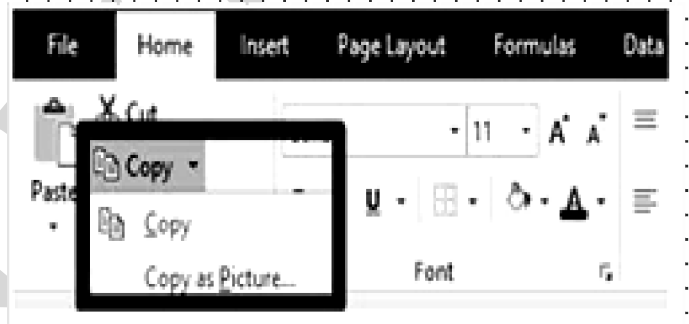 File Home Insert Page Layout Formulas Data
Cut
Copy
11 A A
Paste
U A
Copy
Copy as Picture...
Font